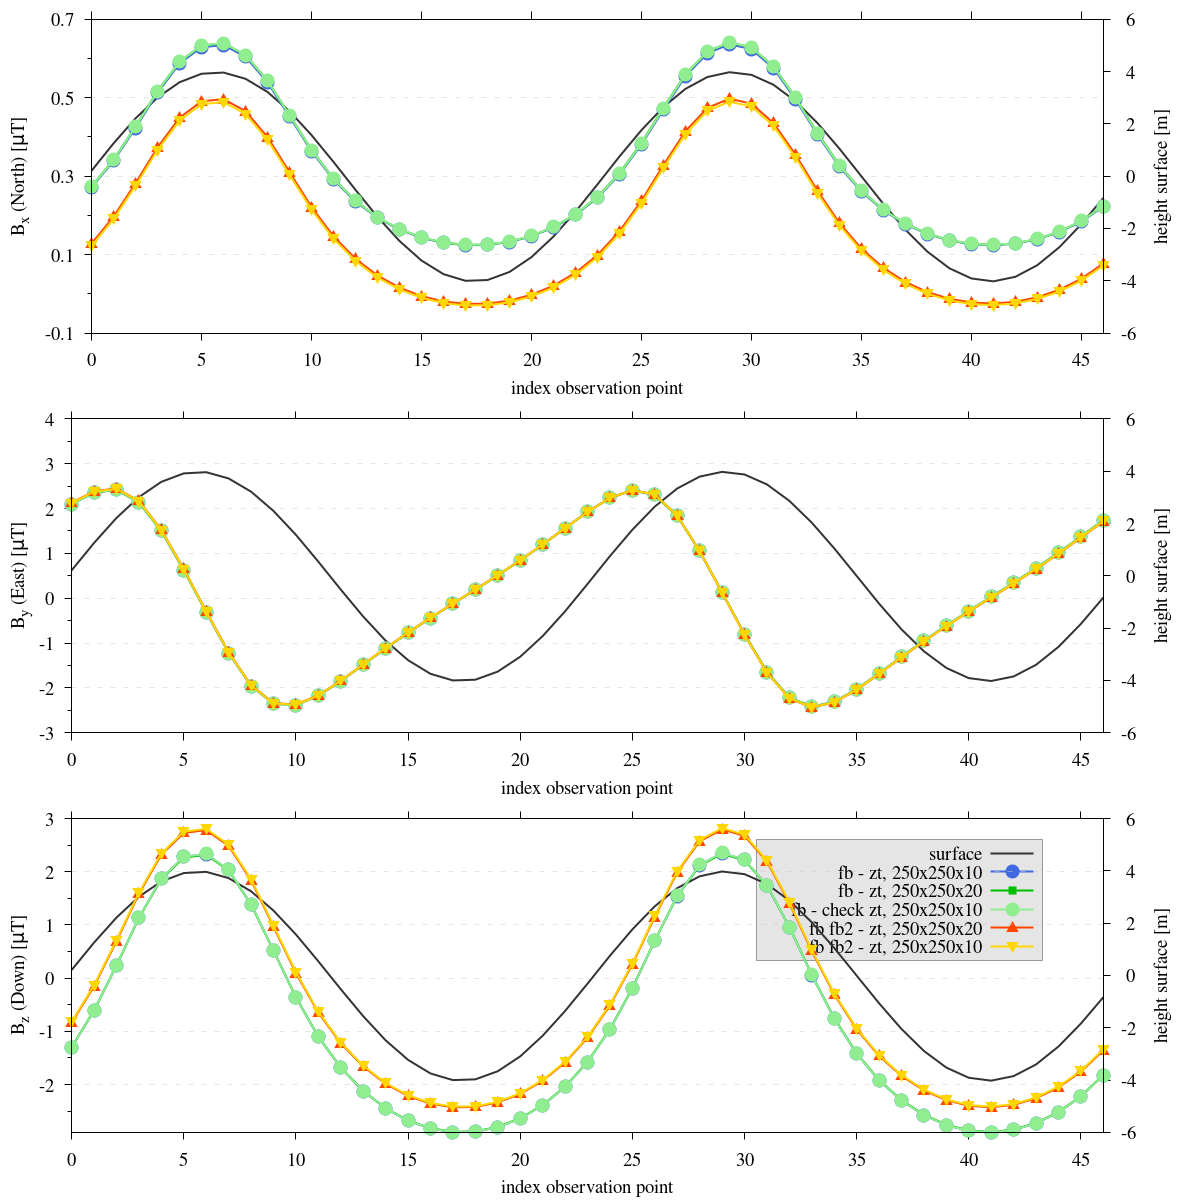 0.7
0.5
0.3
0.1
-0.1
6
4
2
0
-2
-4
-6
Bx (North) [µT]
height surface [m]
0 5 10 15 20 25 30 35 40 45
index observation point
4
3
2
1
0
-1
-2
-3
6
4
2
0
-2
-4
-6
By (East) [µT]
height surface [m]
0 5 10 15 20 25 30 35 40 45
index observation point
3
2
1
0
-1
-2
6
4
2
0
-2
-4
-6
Bz (Down) [µT]
height surface [m]
surface
fb - zt, 250x250x10
fb - zt, 250x250x20
fb - check zt, 250x250x10
fb fb2 - zt, 250x250x20
fb fb2 - zt, 250x250x10
0 5 10 15 20 25 30 35 40 45
index observation point